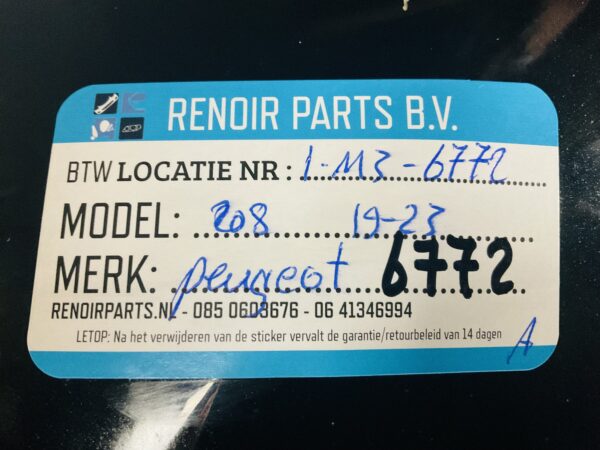 RENOIR PARTS B.V.
BTW LOCATIE NR : 1-M3-6772
MODEL: 208 19-23
MERK: peugeot 6772
RENOIRPARTS.NL - 085 0603676 - 06 41346994
LETOP: Na het verwijderen van de sticker vervalt de garantie/retourbeleid van 14 dagen
A